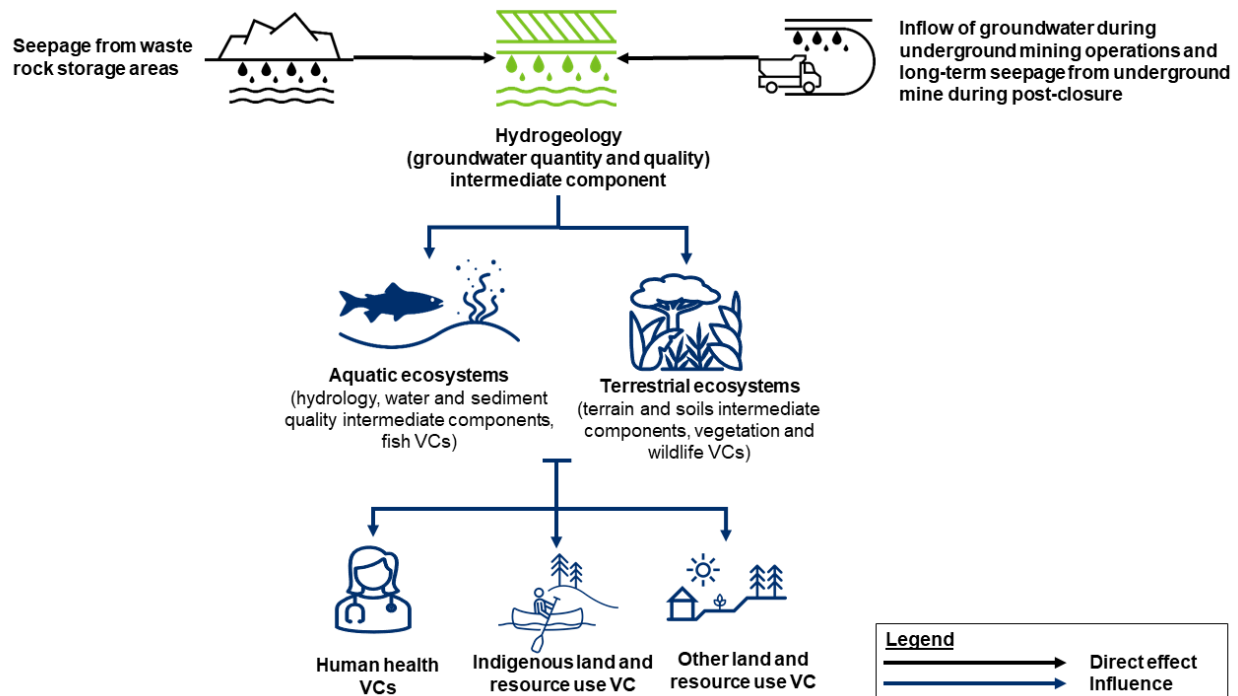 Seepage from waste
rock storage areas
Inflow of groundwater during
underground mining operations and
long-term seepage from underground
mine during post-closure
Hydrogeology
(groundwater quantity and quality)
intermediate component
Aquatic ecosystems
(hydrology, water and sediment
quality intermediate components,
fish VCs)
Terrestrial ecosystems
(terrain and soils intermediate
components, vegetation and
wildlife VCs)
Human health
VCs
Indigenous land and
resource use VC
Other land and
resource use VC
Legend
Direct effect
Influence